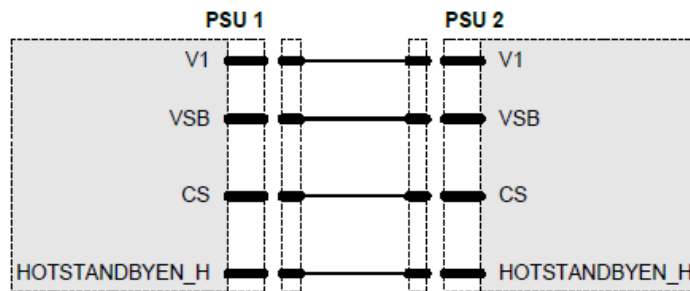 PSU 1 PSU 2
V1 V1
VSB VSB
CS CS
HOTSTANDBYEN_H HOTSTANDBYEN_H